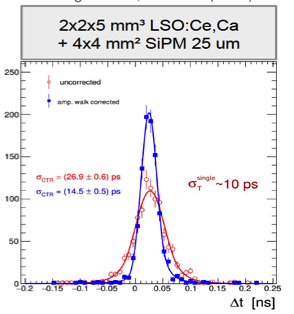 2x2x5 mm³ LSO:Ce,Ca
+ 4x4 mm² SiPM 25 um
250
200
150
100
50
0
uncorrected
amp. walk corrected
σCTR = (26.9 ± 0.6) ps
σCTR = (14.5 ± 0.5) ps
σT^single ~10 ps
-0.2 -0.15 -0.1 -0.05 0 0.05 0.1 0.15 0.2 0.25
Δt [ns]